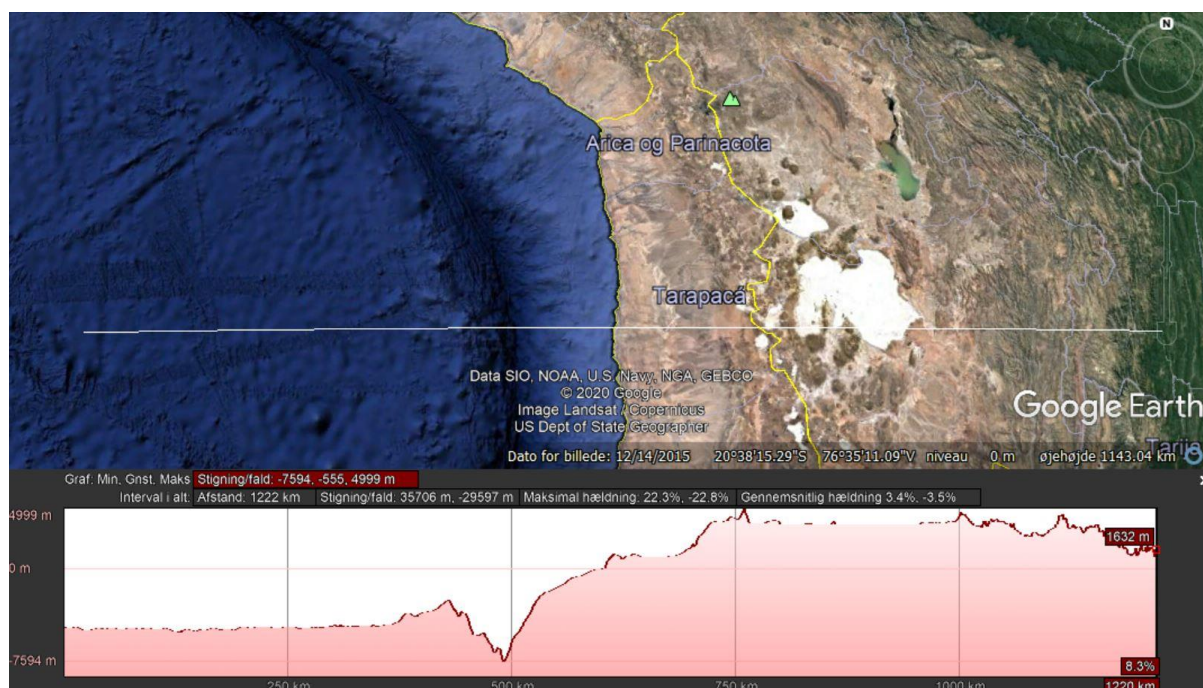 N
Arica og Parinacota
Tarapacá
Data SIO, NOAA, U.S. Navy, NGA, GEBCO
© 2020 Google
Image Landsat / Copernicus
US Dept of State Geographer
Google Earth
Tarija
Dato for billede: 12/14/2015 20°38'15.29"S 76°35'11.09"V niveau 0 m øjehøjde 1143.04 km
Graf: Min, Gnst. Maks Stigning/fald: -7594, -555, 4999 m
Interval i alt: Afstand: 1222 km Stigning/fald: 35706 m, -29597 m Maksimal hældning: 22.3%, -22.8% Gennemsnitlig hældning 3.4%, -3.5%
4999 m
1632 m
0 m
-7594 m
8.3%
250 km 500 km 750 km 1000 km 1220 km